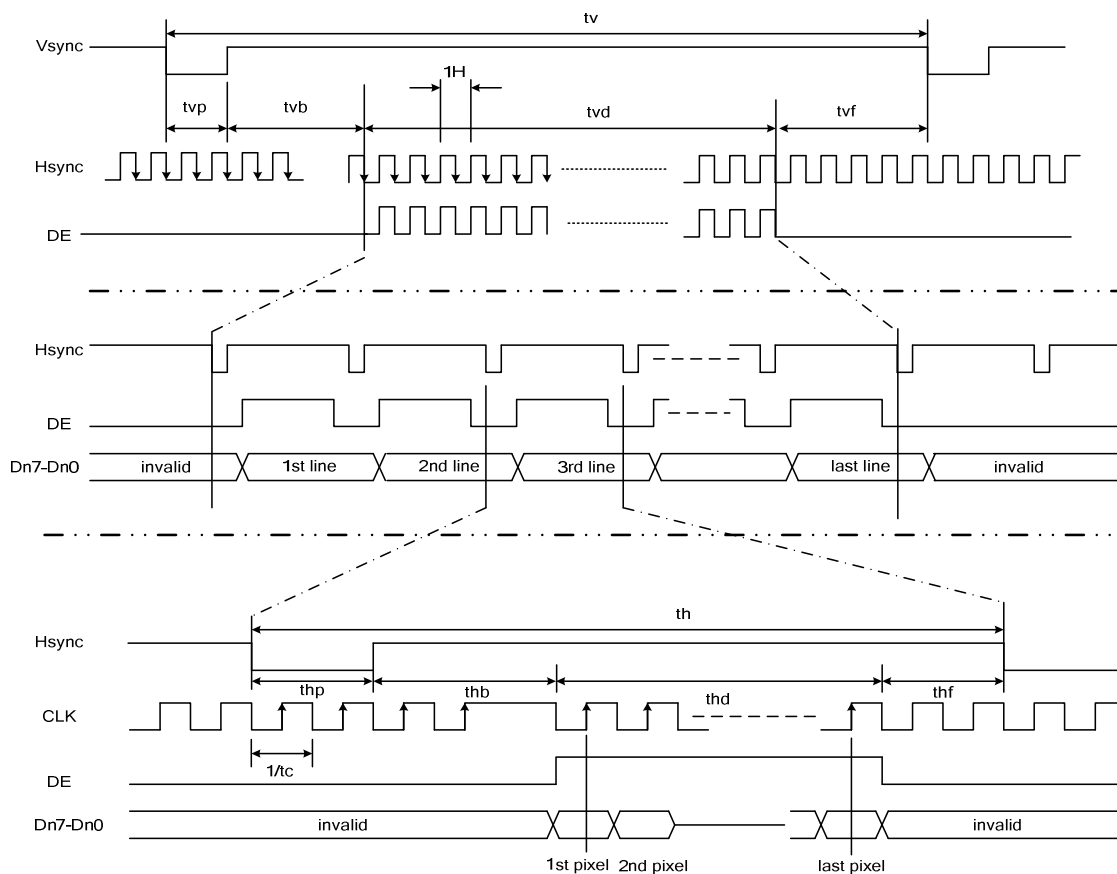 tv
Vsync
1H
tvp
tvb
tvd
tvf
Hsync
DE
Hsync
DE
Dn7-Dn0
invalid
1st line
2nd line
3rd line
last line
invalid
th
Hsync
thp
thb
thd
thf
CLK
1/tc
DE
Dn7-Dn0
invalid
invalid
1st pixel
2nd pixel
last pixel